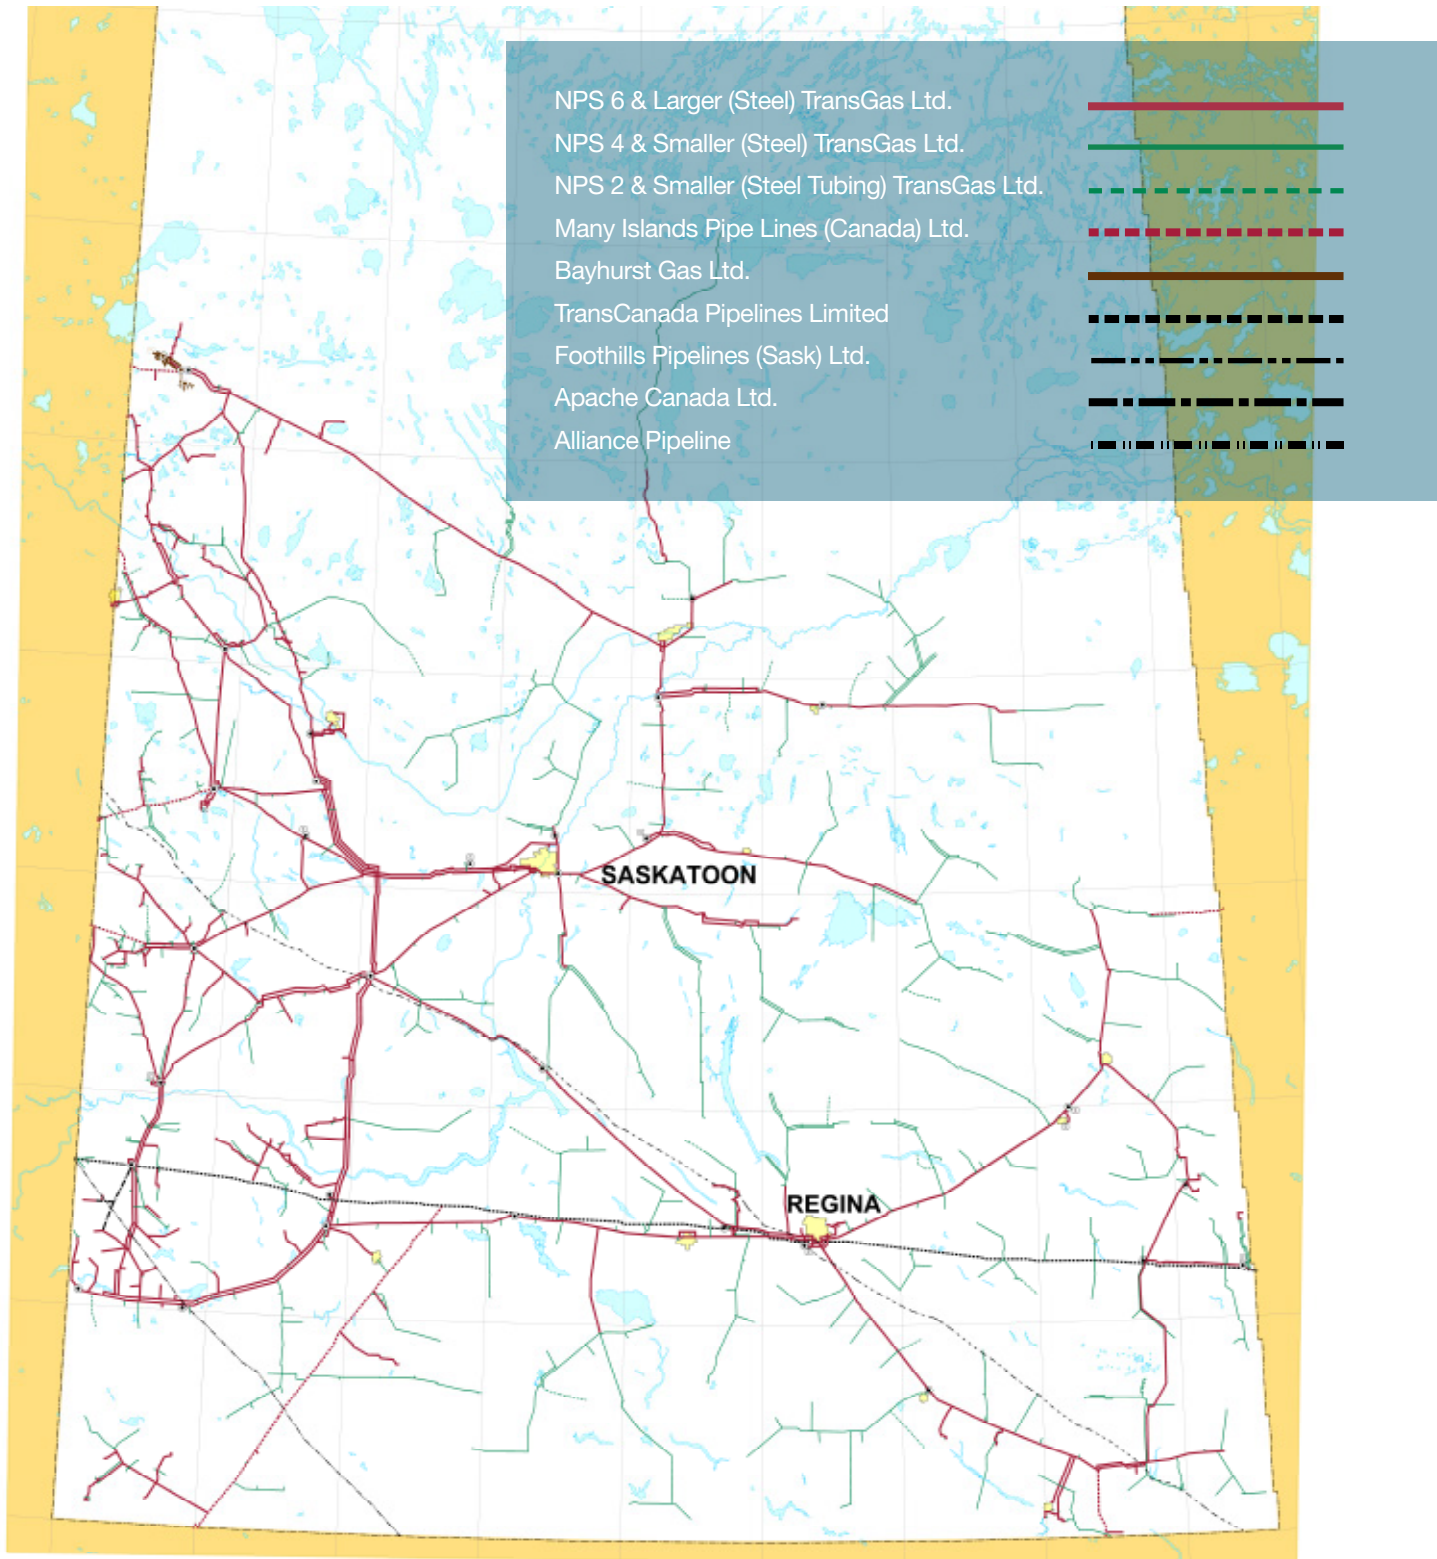 NPS 6 & Larger (Steel) TransGas Ltd.
NPS 4 & Smaller (Steel) TransGas Ltd.
NPS 2 & Smaller (Steel Tubing) TransGas Ltd.
Many Islands Pipe Lines (Canada) Ltd.
Bayhurst Gas Ltd.
TransCanada Pipelines Limited
Foothills Pipelines (Sask) Ltd.
Apache Canada Ltd.
Alliance Pipeline
SASKATOON
REGINA